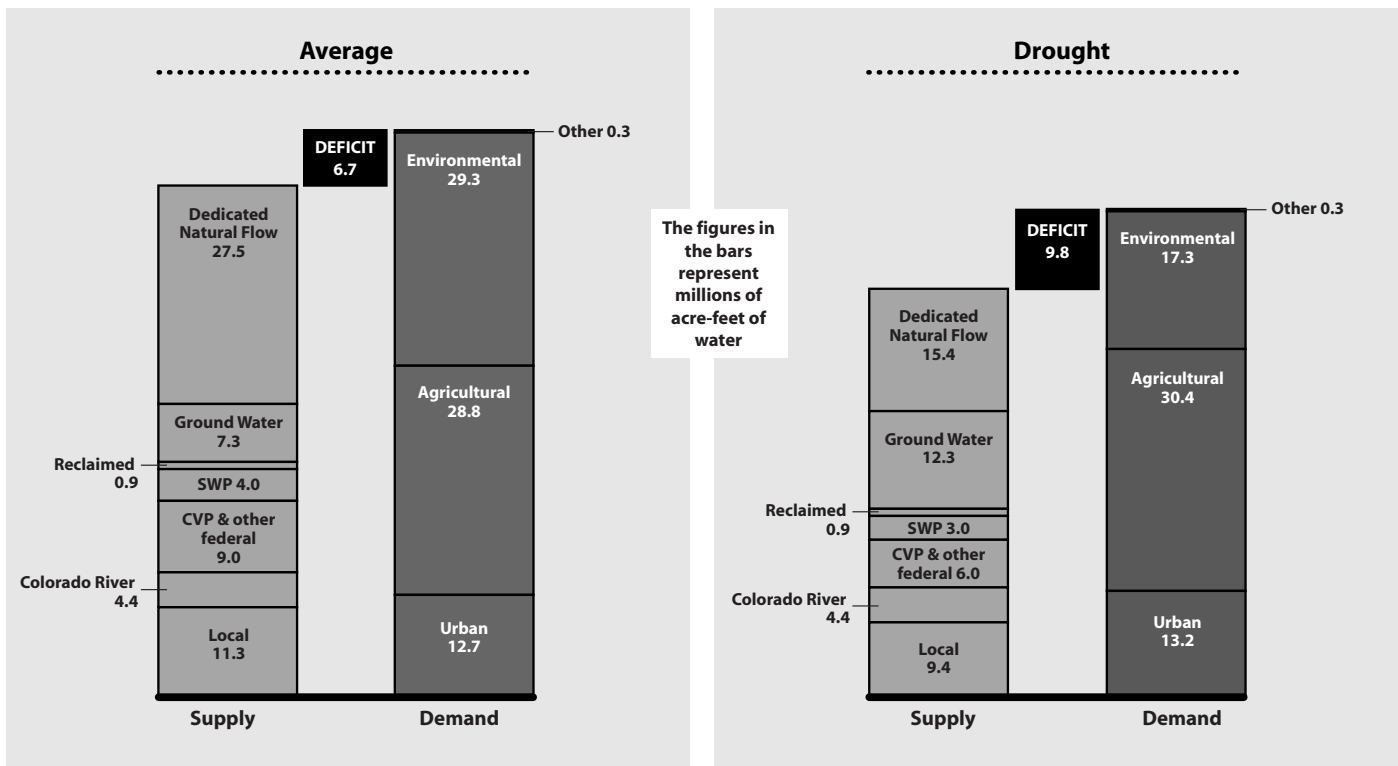 Average
DEFICIT
6.7
Other 0.3
Environmental
29.3
Dedicated
Natural Flow
27.5
Agricultural
28.8
Ground Water
7.3
Reclaimed
0.9
SWP 4.0
CVP & other
federal
9.0
Colorado River
4.4
Local
11.3
Urban
12.7
Supply
Demand
The figures in
the bars
represent
millions of
acre-feet of
water
Drought
DEFICIT
9.8
Other 0.3
Environmental
17.3
Dedicated
Natural Flow
15.4
Agricultural
30.4
Ground Water
12.3
Reclaimed
0.9
SWP 3.0
CVP & other
federal 6.0
Colorado River
4.4
Local
9.4
Urban
13.2
Supply
Demand